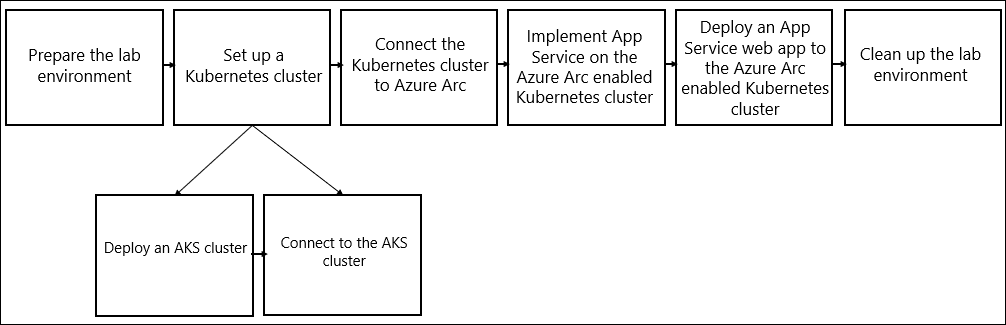 Prepare the lab
environment
Set up a
Kubernetes cluster
Connect the
Kubernetes cluster
to Azure Arc
Implement App
Service on the
Azure Arc enabled
Kubernetes cluster
Deploy an App
Service web app to
the Azure Arc
enabled Kubernetes
cluster
Clean up the lab
environment
Deploy an AKS cluster
Connect to the AKS
cluster